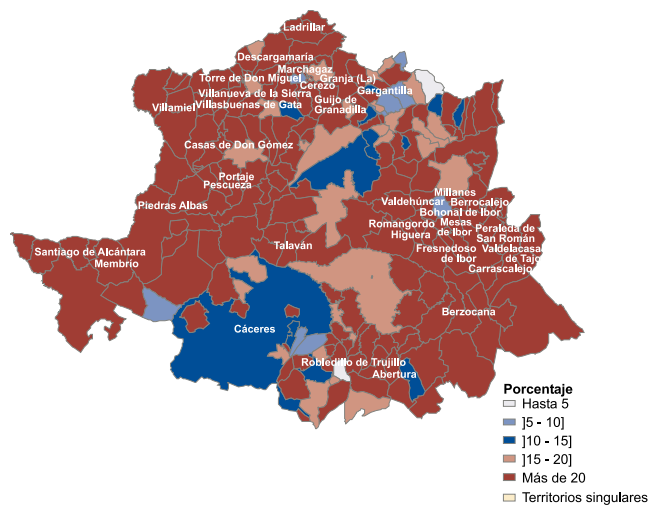 Ladrillar
Descargamaría
Marchagaz
Torre de Don Miguel
Granja (La)
Cerezo
Gargantilla
Villanueva de la Sierra
Villamiel
Villasbuenas de Gata
Guijo de
Granadilla
Casas de Don Gómez
Portaje
Pescueza
Millanes
Valdehúncar
Berrocalejo
Piedras Albas
Bohonal de Ibor
Romangordo
Mesas
de Ibor
Peraleda de
San Román
Higuera
Talaván
Fresnedoso
de Ibor
Valdelacasa
de Tajo
Santiago de Alcántara
Membrío
Carrascalejo
Berzocana
Cáceres
Robledillo de Trujillo
Abertura
Porcentaje
Hasta 5
]5 - 10]
]10 - 15]
]15 - 20]
Más de 20
Territorios singulares